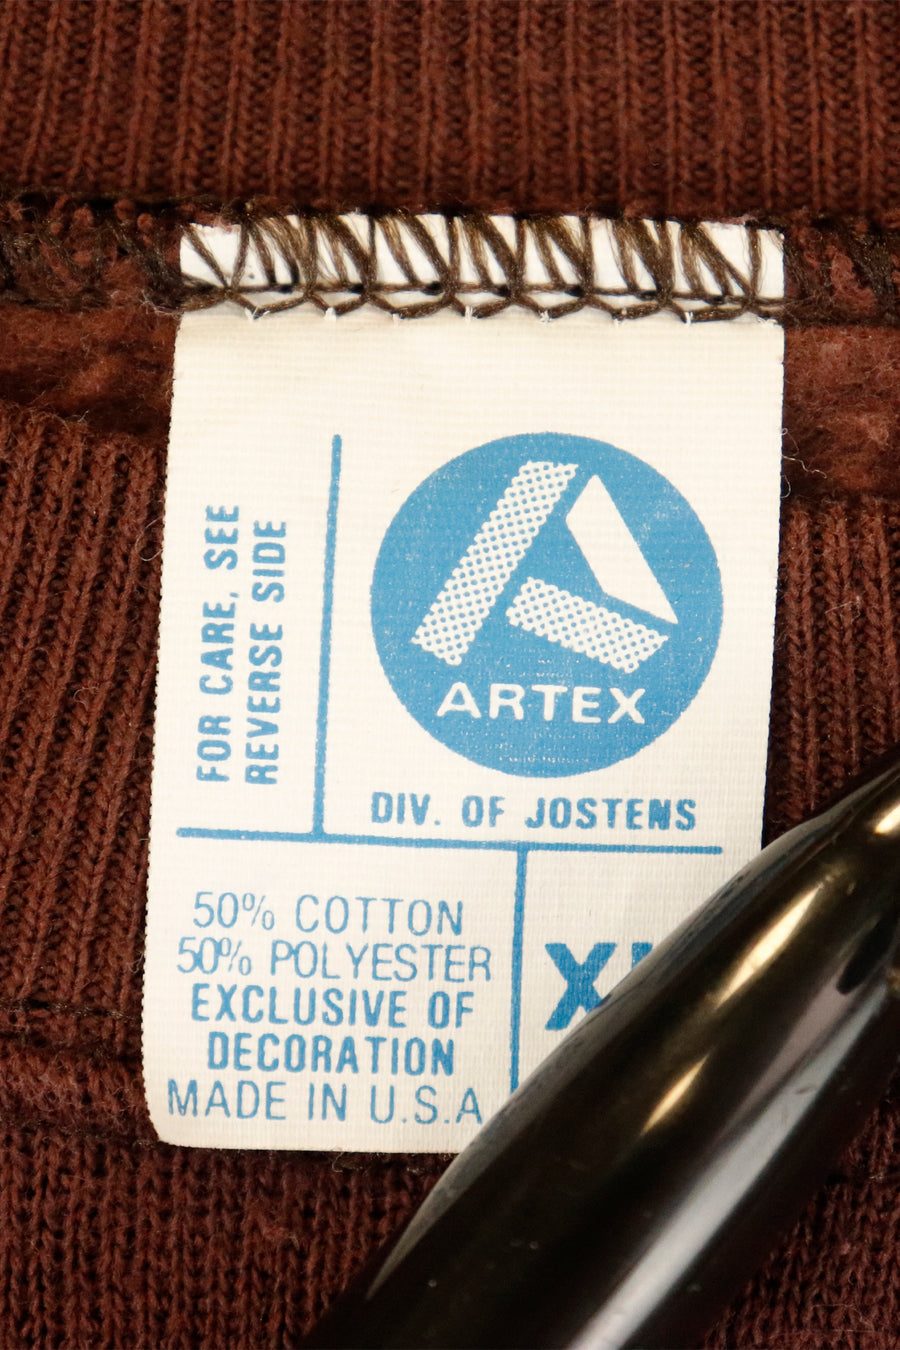 FOR CARE, SEE
REVERSE SIDE
ARTEX
DIV. OF JOSTENS
50% COTTON
50% POLYESTER
EXCLUSIVE OF
DECORATION
MADE IN U.S.A